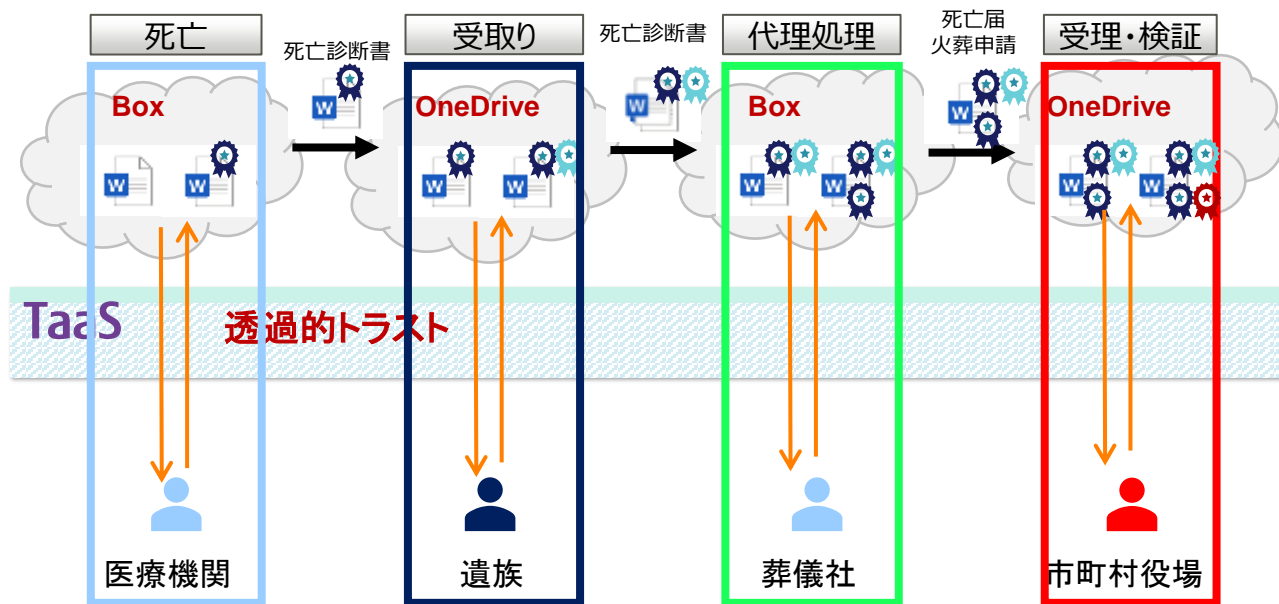 死亡
死亡診断書
受取り
死亡診断書
代理処理
死亡届
火葬申請
受理・検証
Box
OneDrive
Box
OneDrive
W
W
W
W
W
W
W
W
W
W
W
TaaS
透過的トラスト
医療機関
遺族
葬儀社
市町村役場